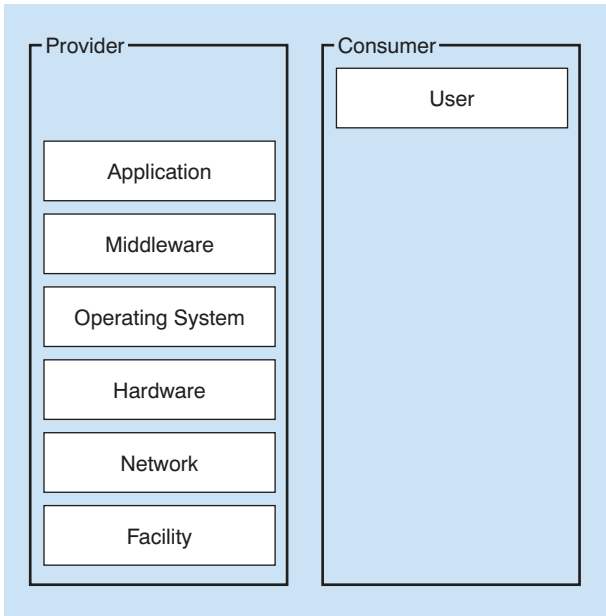 Provider
Application
Middleware
Operating System
Hardware
Network
Facility
Consumer
User